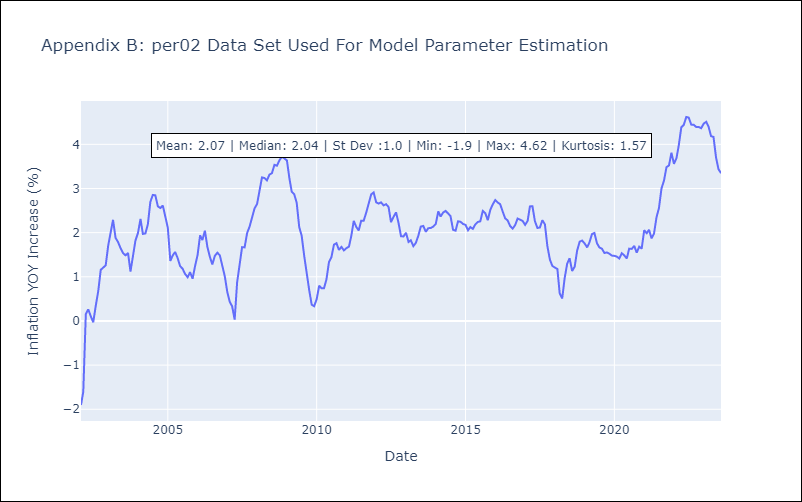 Appendix B: per02 Data Set Used For Model Parameter Estimation
Mean: 2.07 | Median: 2.04 | St Dev :1.0 | Min: -1.9 | Max: 4.62 | Kurtosis: 1.57
Inflation YOY Increase (%)
4
3
2
1
0
−1
−2
2005
2010
2015
2020
Date